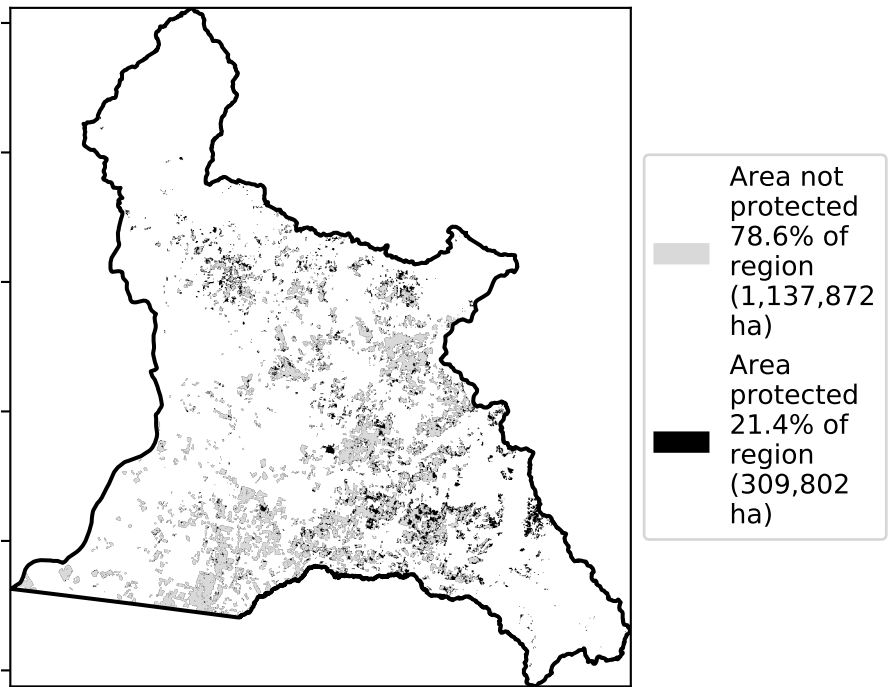 Area not
protected
78.6% of
region
(1,137,872
ha)
Area
protected
21.4% of
region
(309,802
ha)